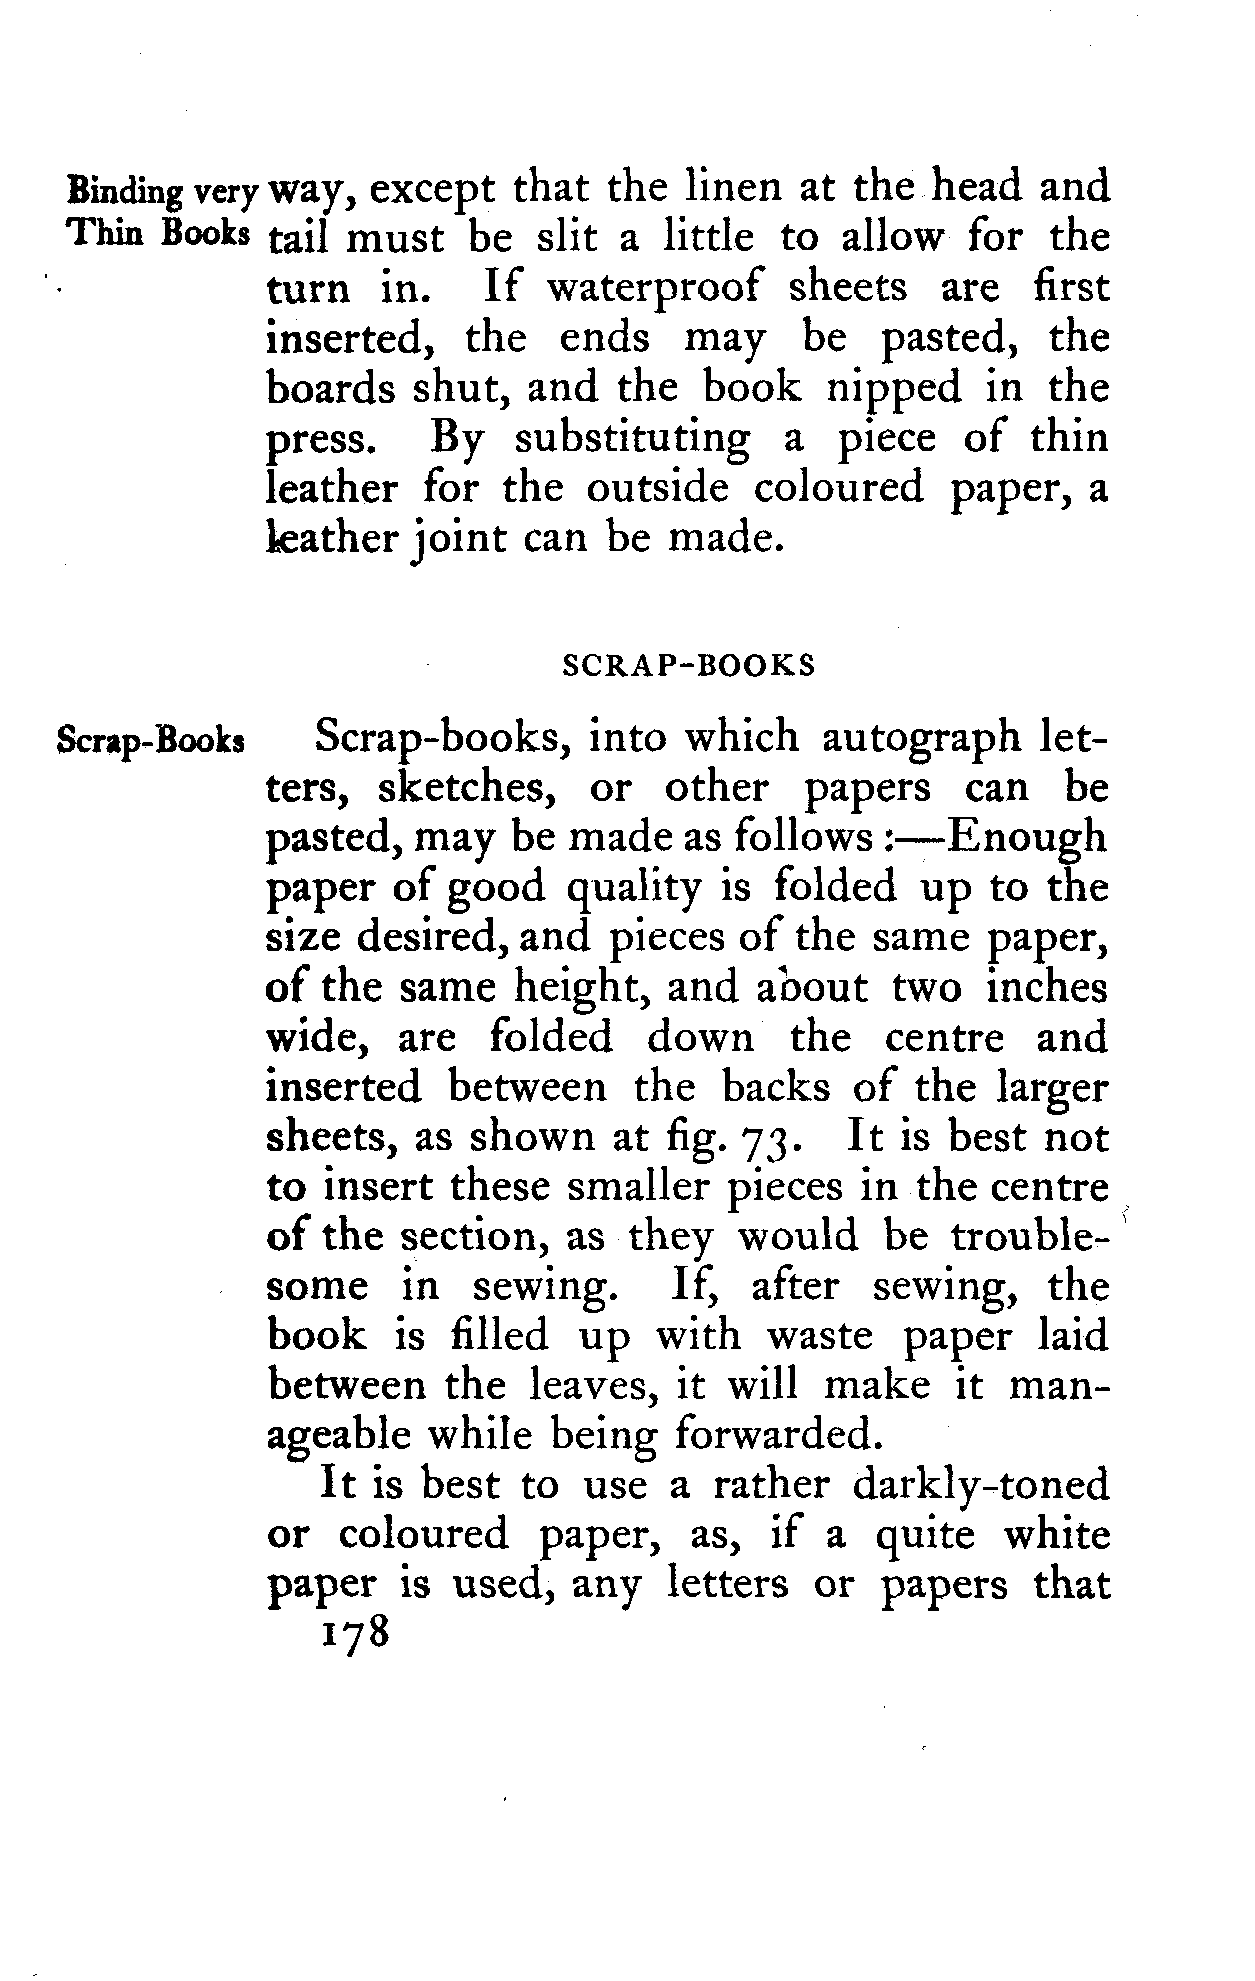 Binding very way, except that the linen at the head and
Thin Books tail must be slit a little to allow for the
turn in. If waterproof sheets are first
inserted, the ends may be pasted, the
boards shut, and the book nipped in the
press. By substituting a piece of thin
leather for the outside coloured paper, a
leather joint can be made.
SCRAP-BOOKS
Scrap-Books Scrap-books, into which autograph let-
ters, sketches, or other papers can be
pasted, may be made as follows :—Enough
paper of good quality is folded up to the
size desired, and pieces of the same paper,
of the same height, and about two inches
wide, are folded down the centre and
inserted between the backs of the larger
sheets, as shown at fig. 73. It is best not
to insert these smaller pieces in the centre
of the section, as they would be trouble-
some in sewing. If, after sewing, the
book is filled up with waste paper laid
between the leaves, it will make it man-
ageable while being forwarded.
It is best to use a rather darkly-toned
or coloured paper, as, if a quite white
paper is used, any letters or papers that
178